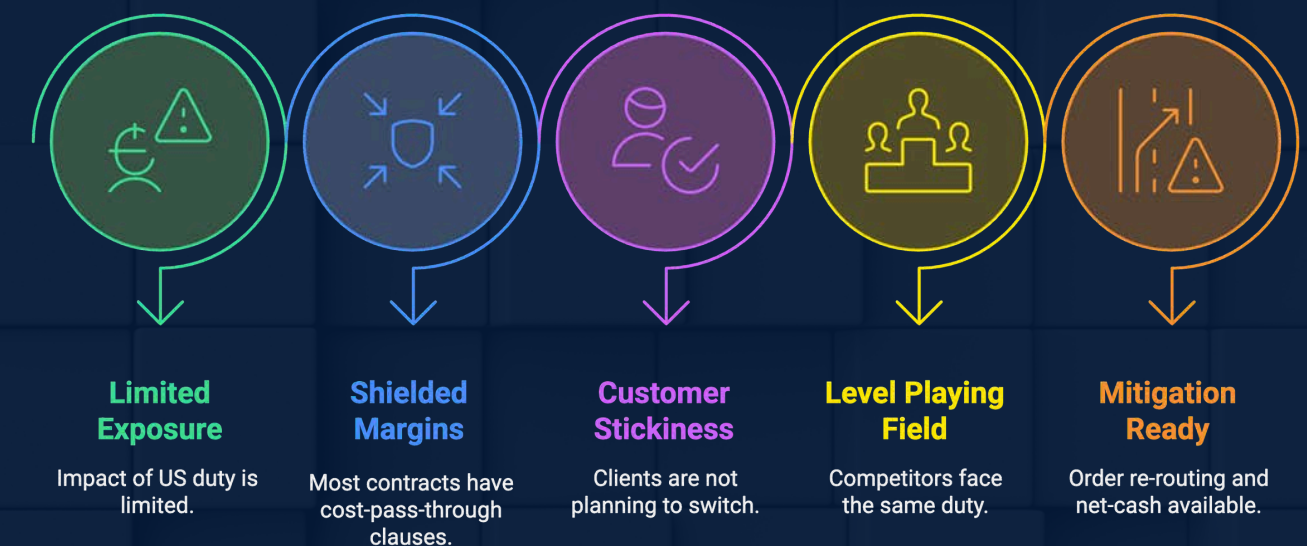 Limited
Exposure
Impact of US duty is
limited.
Shielded
Margins
Most contracts have
cost-pass-through
clauses.
Customer
Stickiness
Clients are not
planning to switch.
Level Playing
Field
Competitors face
the same duty.
Mitigation
Ready
Order re-routing and
net-cash available.